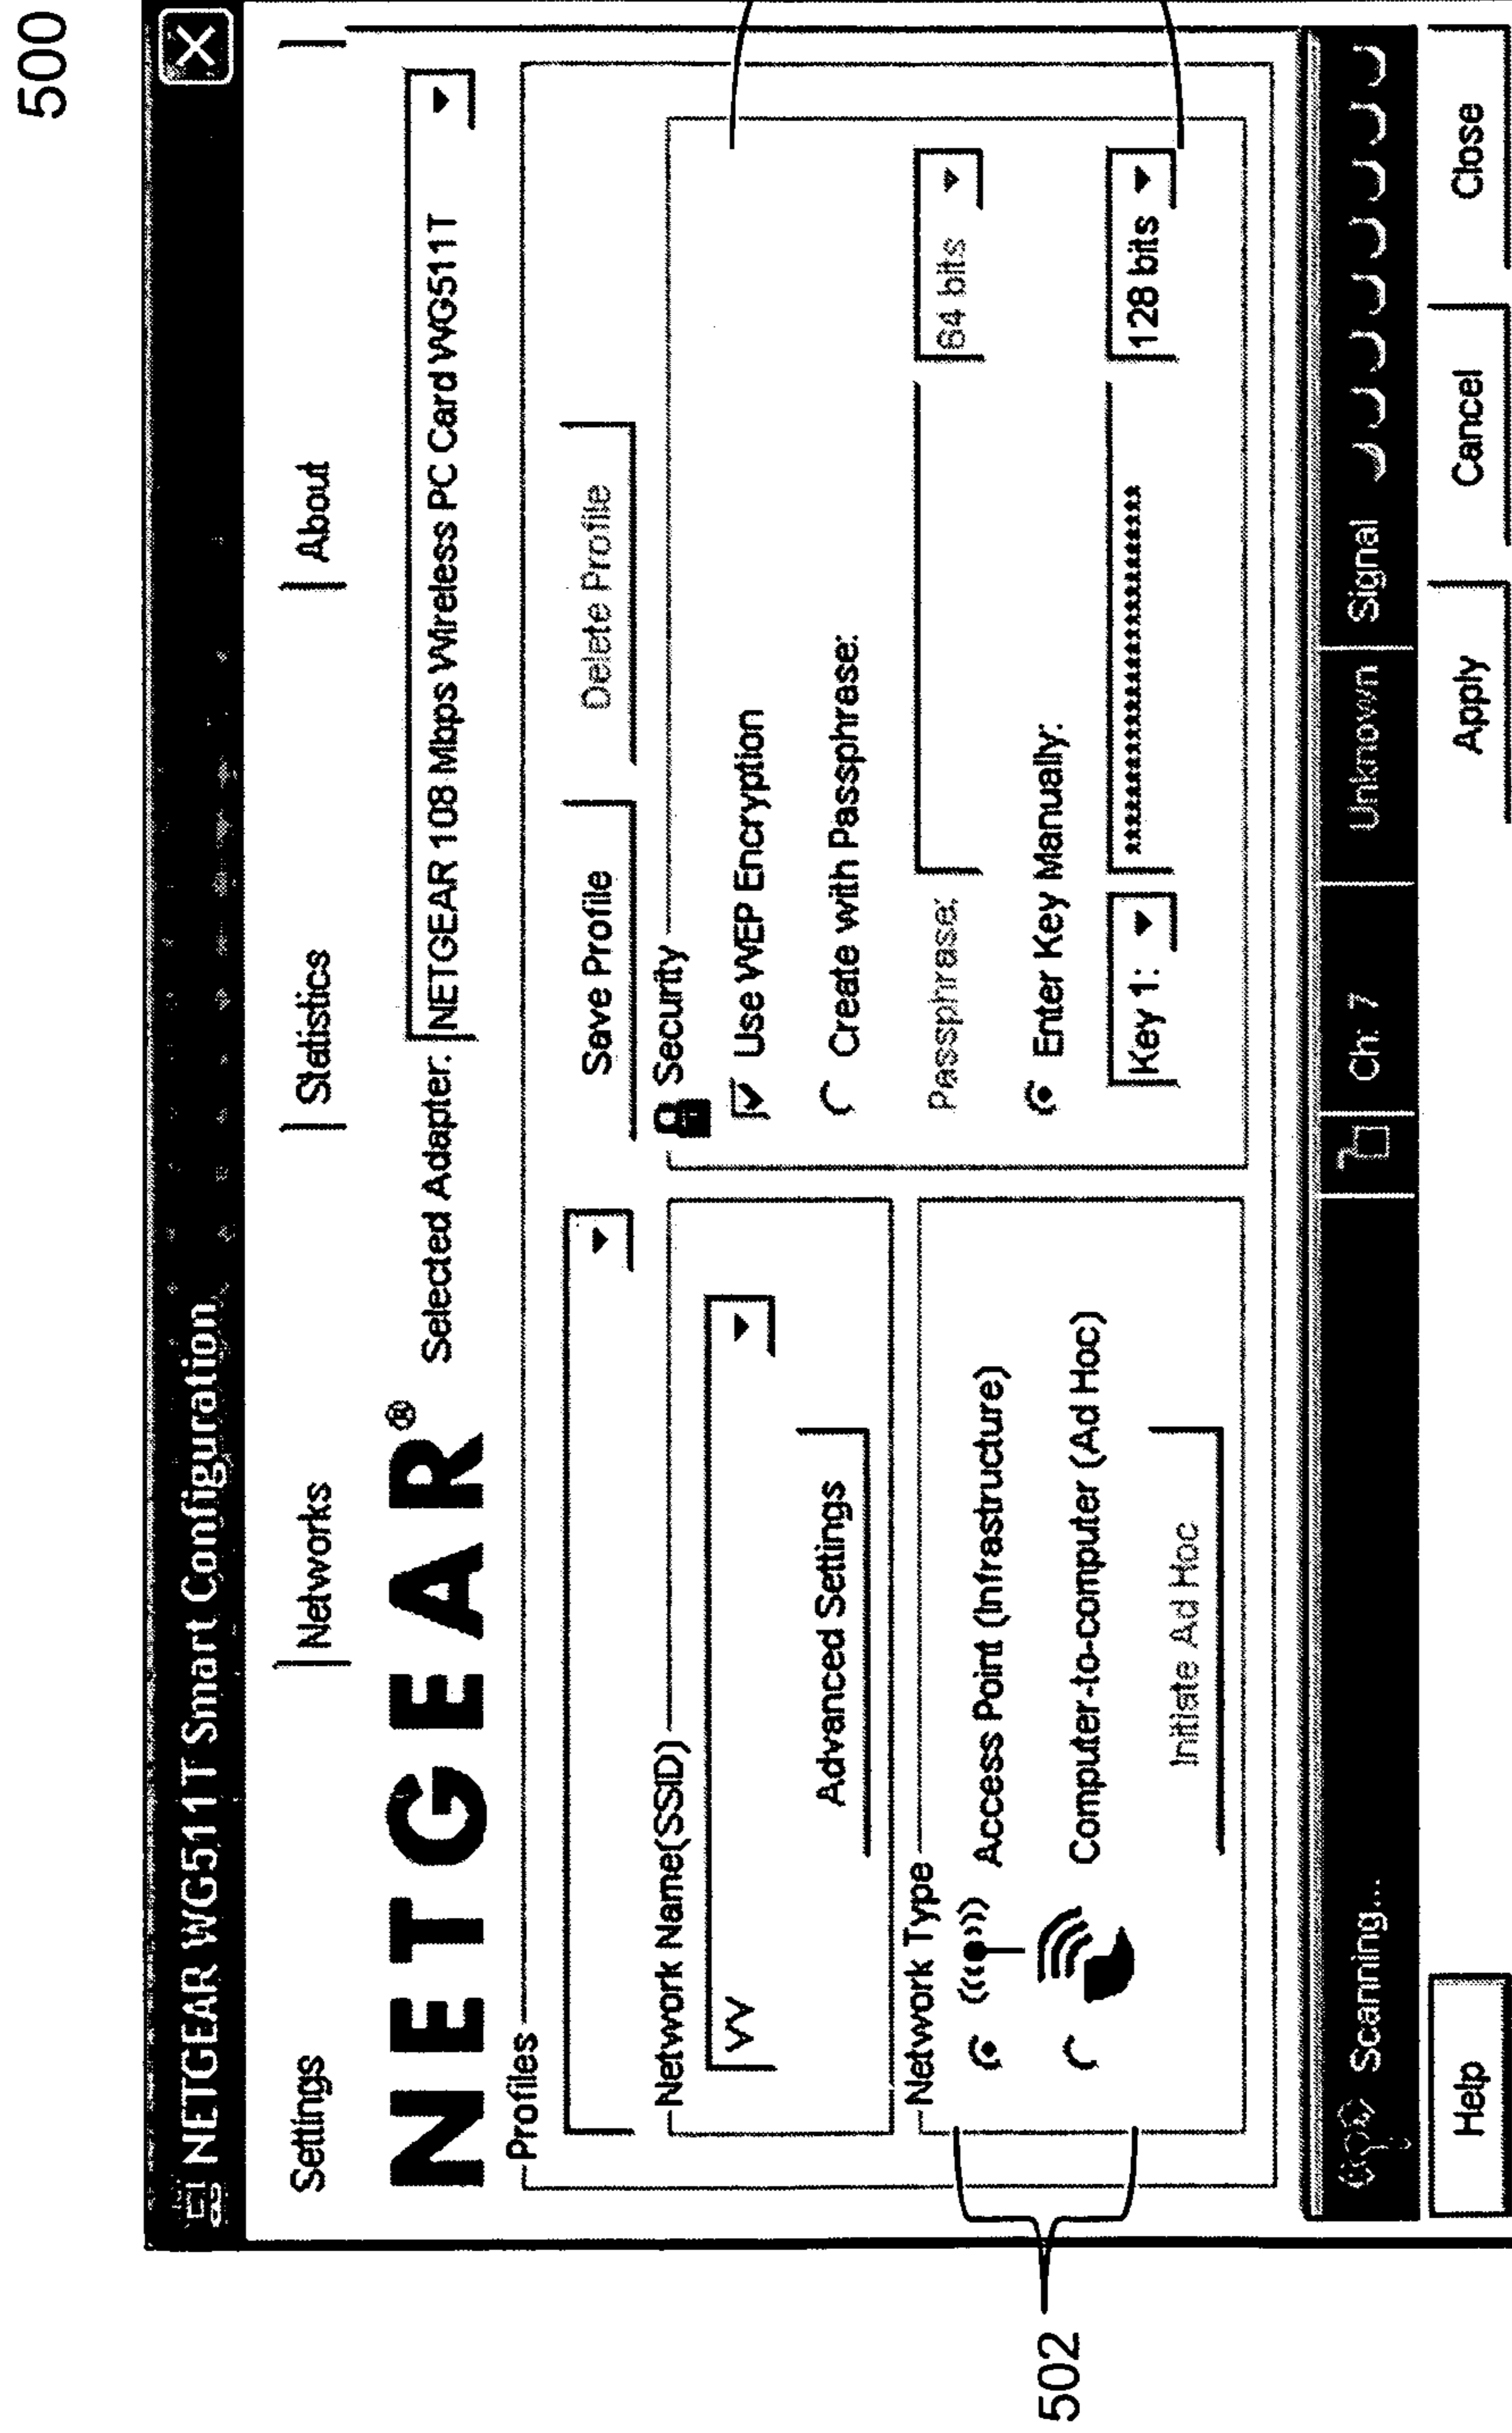 500
NETGEAR WG511T Smart Configuration
Settings Networks Statistics About
NETGEAR® Selected Adapter: NETGEAR 108 Mbps Wireless PC Card WG511T
Profiles
Save Profile Delete Profile
Network Name(SSID)
VV
Advanced Settings
Network Type
Access Point (Infrastructure)
Computer-to-computer (Ad Hoc)
Initiate Ad Hoc
502
Security
Use WEP Encryption
Create with Passphrase:
Passphrase: 64 bits
Enter Key Manually:
Key 1: ************************** 128 bits
Scanning... Ch: 7 Unknown Signal
Help Apply Cancel Close